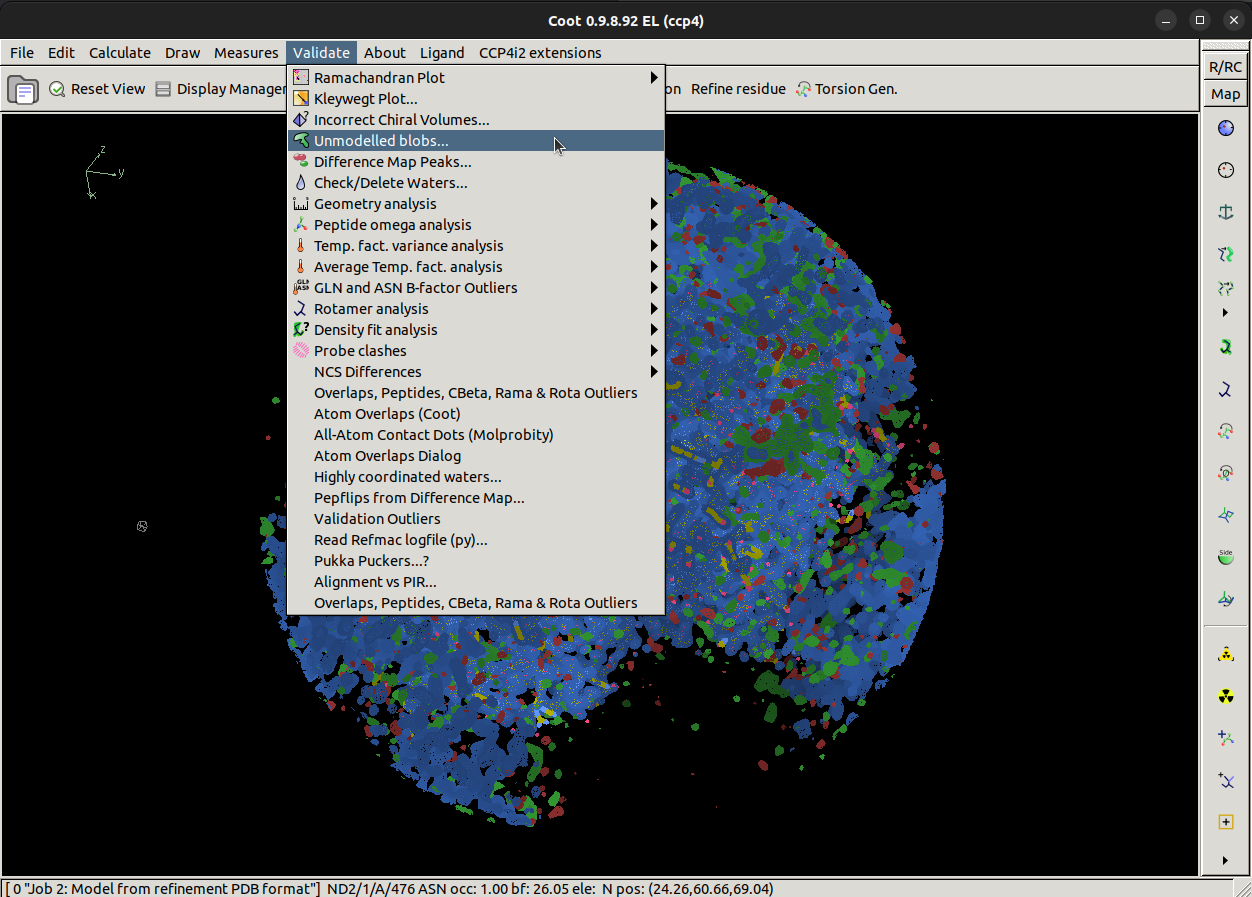 Coot 0.9.8.92 EL (ccp4)
File Edit Calculate Draw Measures Validate About Ligand CCP4i2 extensions
R/RC
Map
Reset View Display Manager on Refine residue Torsion Gen.
Ramachandran Plot
Kleywegt Plot...
Incorrect Chiral Volumes...
Unmodelled blobs...
Difference Map Peaks...
Check/Delete Waters...
Geometry analysis
Peptide omega analysis
Temp. fact. variance analysis
Average Temp. fact. analysis
GLN and ASN B-factor Outliers
Rotamer analysis
Density fit analysis
Probe clashes
NCS Differences
Overlaps, Peptides, CBeta, Rama & Rota Outliers
Atom Overlaps (Coot)
All-Atom Contact Dots (Molprobity)
Atom Overlaps Dialog
Highly coordinated waters...
Pepflips from Difference Map...
Validation Outliers
Read Refmac logfile (py)...
Pukka Puckers...?
Alignment vs PIR...
Overlaps, Peptides, CBeta, Rama & Rota Outliers
z
y
x
Side
[ 0 "Job 2: Model from refinement PDB format"] ND2/1/A/476 ASN occ: 1.00 bf: 26.05 ele: N pos: (24.26,60.66,69.04)